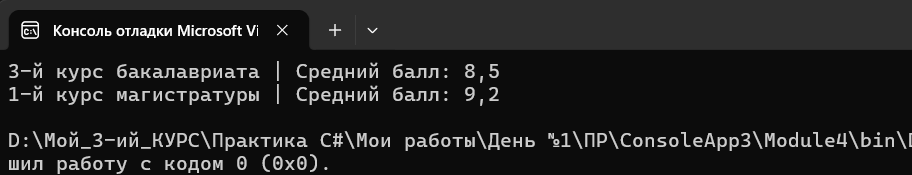 Консоль отладки Microsoft Vi
3-й курс бакалавриата | Средний балл: 8,5
1-й курс магистратуры | Средний балл: 9,2
D:\Мой_3-ий_КУРС\Практика C#\Мои работы\День №1\ПР\ConsoleApp3\Module4\bin\D
шил работу с кодом 0 (0x0).